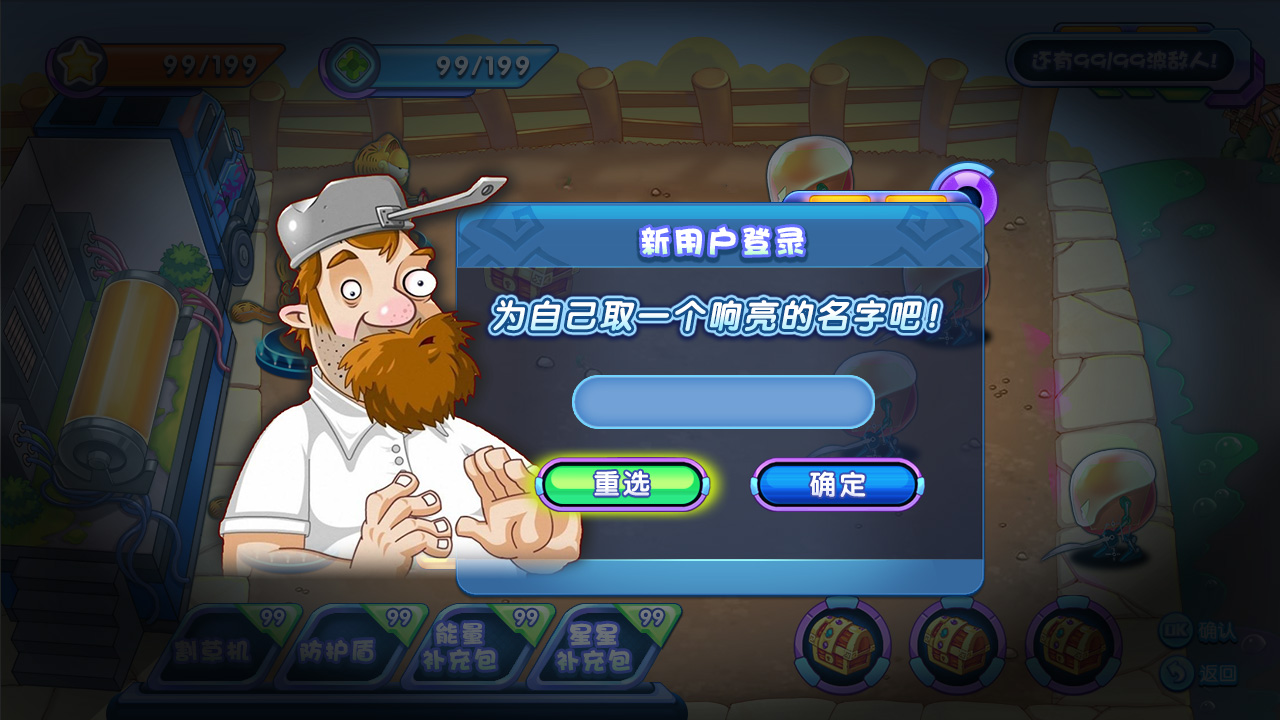 99/199
99/199
还有99/99波敌人!
新用户登录
为自己取一个响亮的名字吧!
重选
确定
99
99
99
99
割草机
防护盾
能量
补充包
星星
补充包
OK 确认
返回